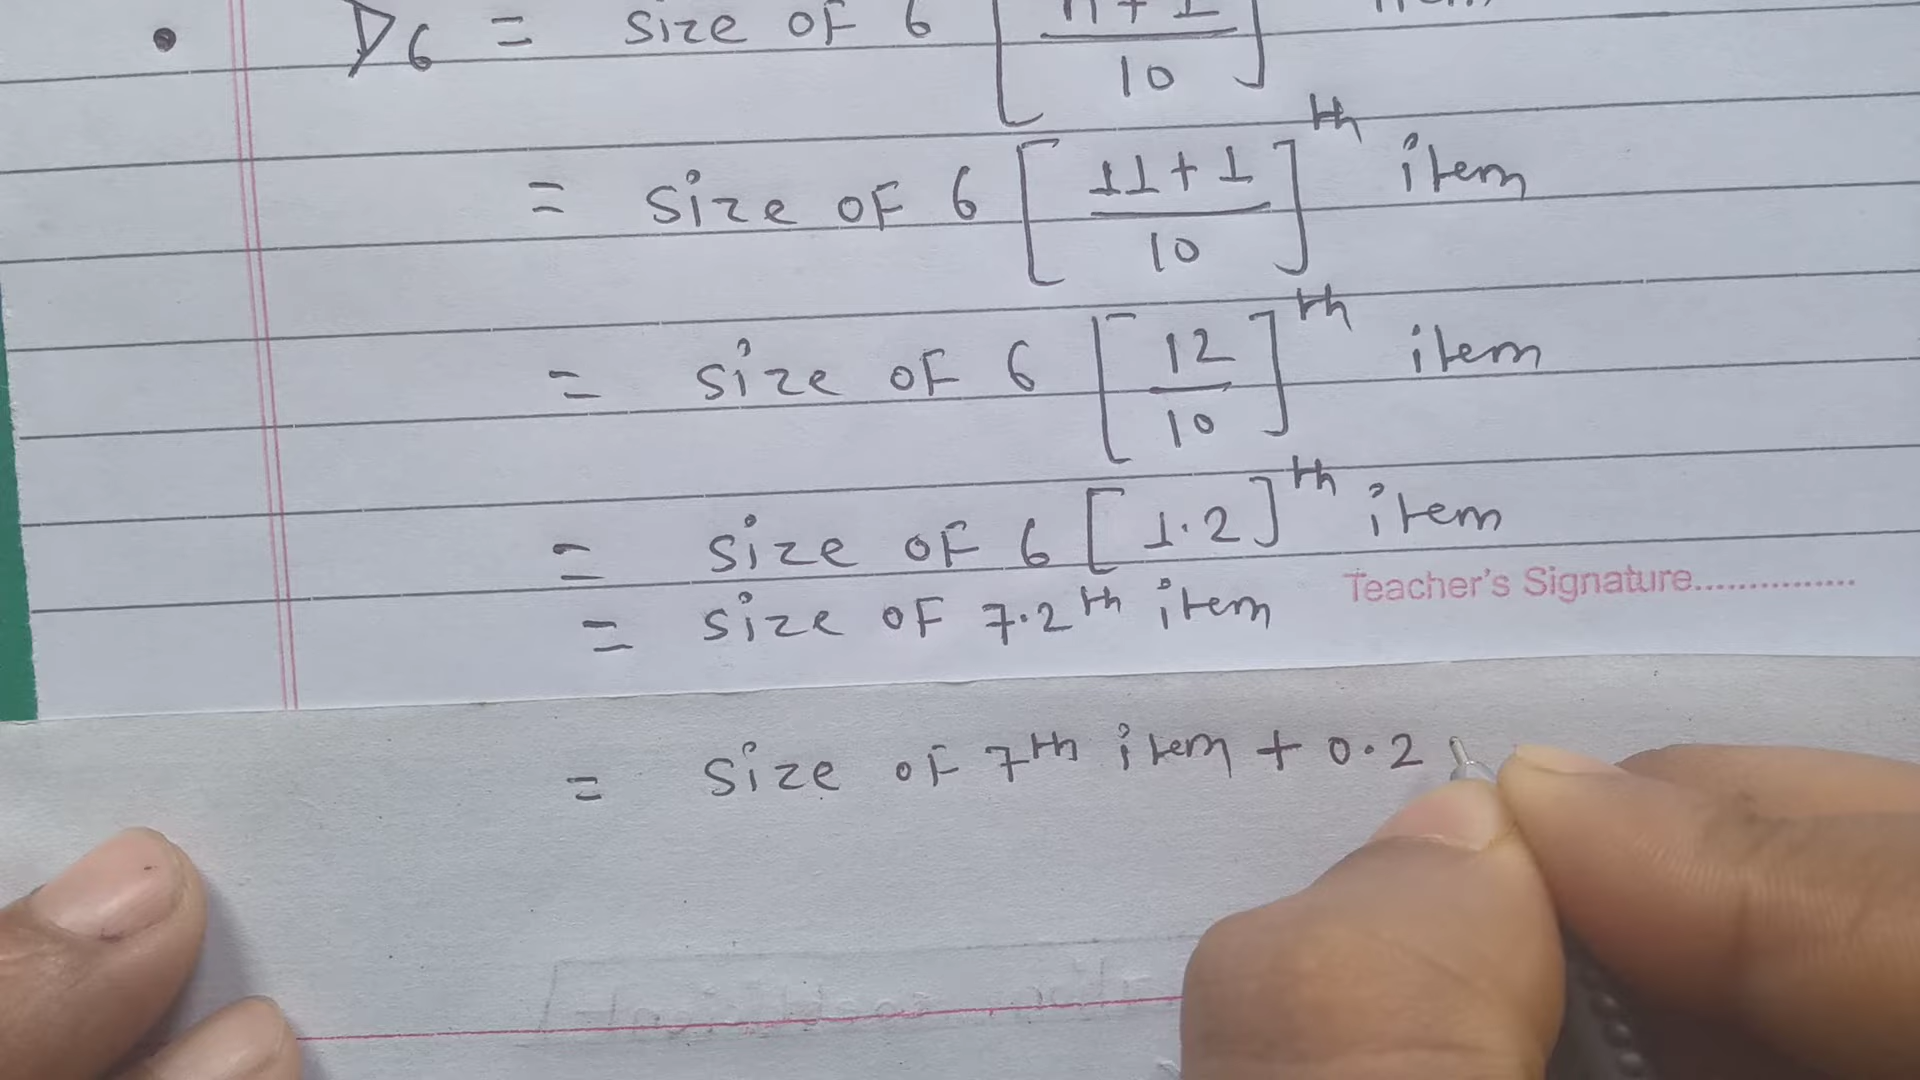 D6 = size of 6 [n+1/10] item
= size of 6 [11+1/10]th item
= size of 6 [12/10]th item
= size of 6 [1.2]th item
Teacher's Signature...............
= size of 7.2th item
= size of 7th item + 0.2